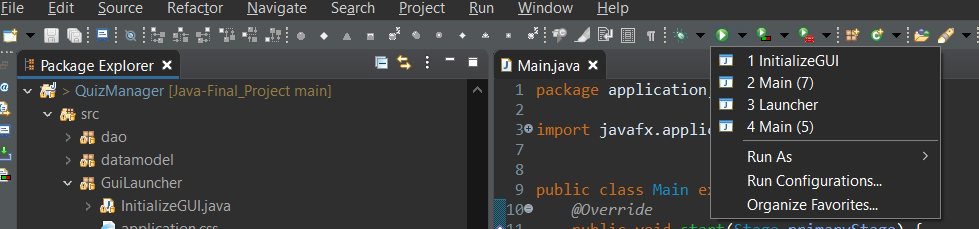 File Edit Source Refactor Navigate Search Project Run Window Help
Package Explorer
QuizManager [Java-Final_Project main]
src
dao
datamodel
GuiLauncher
InitializeGUI.java
application.css
Main.java
1 package application
3 import javafx.applic
7
8
9 public class Main ex
10 @Override
11 public void start(Stage primaryStage) {
1 InitializeGUI
2 Main (7)
3 Launcher
4 Main (5)
Run As
Run Configurations...
Organize Favorites...